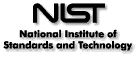 NIST
National Institute of
Standards and Technology